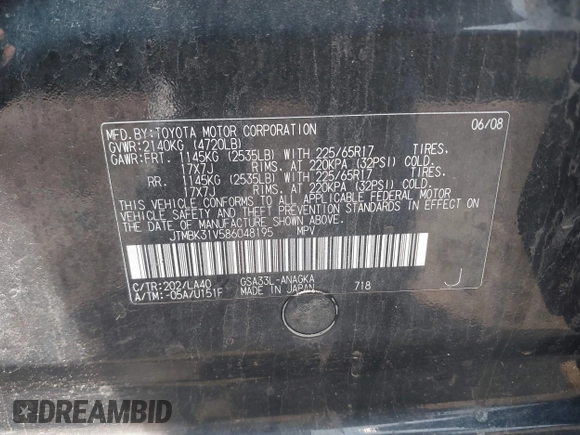 MFD.BY:TOYOTA MOTOR CORPORATION 06/08
GVWR:2140KG (4720LB)
GAWR:FRT. 1145KG (2535LB) WITH 225/65R17 TIRES.
17X7J RIMS. AT 220KPA (32PSI) COLD.
RR. 1145KG (2535LB) WITH 225/65R17 TIRES.
17X7J RIMS. AT 220KPA (32PSI) COLD.
THIS VEHICLE CONFORMS TO ALL APPLICABLE FEDERAL MOTOR
VEHICLE SAFETY AND THEFT PREVENTION STANDARDS IN EFFECT ON
THE DATE OF MANUFACTURE SHOWN ABOVE.
JTMBK31V586048195 MPV
C/TR:202/LA40 GSA33L-ANAGKA
A/TM:-05A/U151F MADE IN JAPAN 718 J
DREAMBID